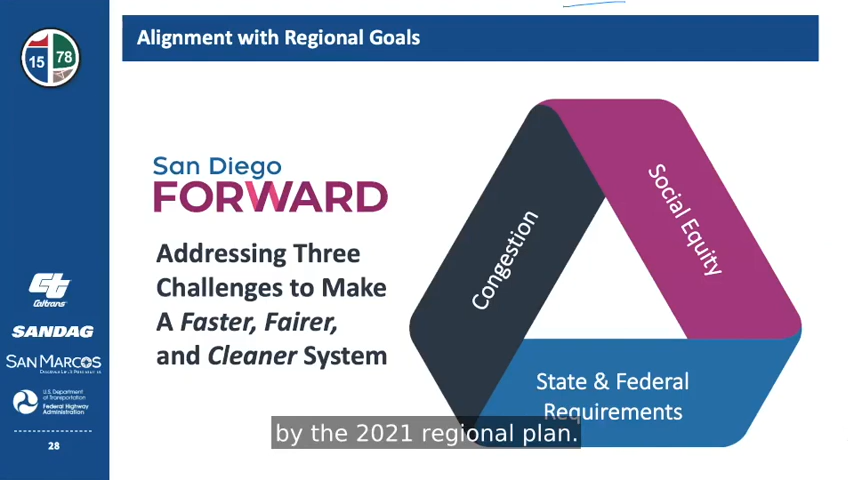 Alignment with Regional Goals
15 78
San Diego
FORWARD
Addressing Three
Challenges to Make
A Faster, Fairer,
and Cleaner System
Congestion
Social Equity
State & Federal
Requirements
Caltrans
SANDAG
SAN MARCOS
U.S. Department
of Transportation
Federal Highway
Administration
28
by the 2021 regional plan.